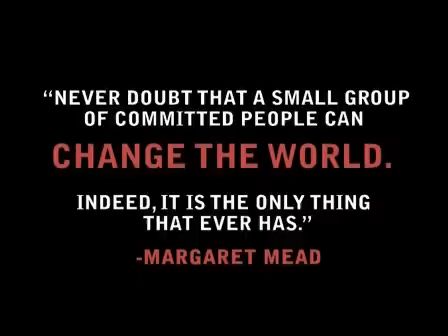 “NEVER DOUBT THAT A SMALL GROUP
OF COMMITTED PEOPLE CAN
CHANGE THE WORLD.
INDEED, IT IS THE ONLY THING
THAT EVER HAS.”
-MARGARET MEAD